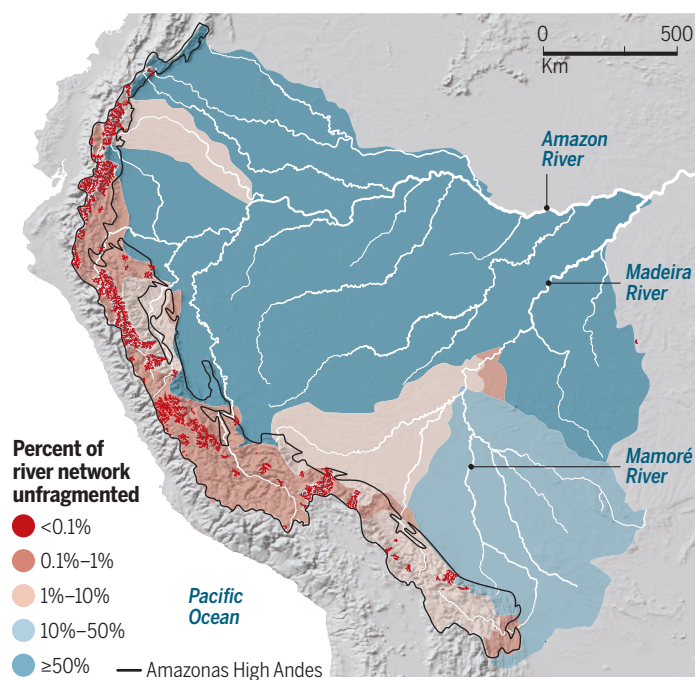 0 500
Km
Amazon
River
Madeira
River
Mamoré
River
Percent of
river network
unfragmented
<0.1%
0.1%–1%
1%–10%
10%–50%
≥50%
Pacific
Ocean
Amazonas High Andes